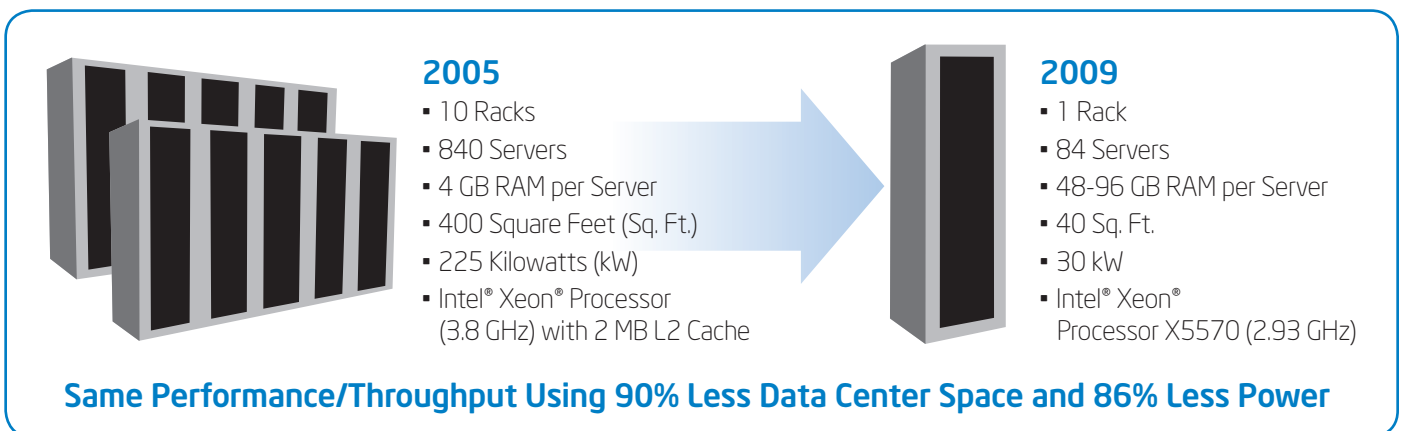 2005
▪ 10 Racks
▪ 840 Servers
▪ 4 GB RAM per Server
▪ 400 Square Feet (Sq. Ft.)
▪ 225 Kilowatts (kW)
▪ Intel® Xeon® Processor
(3.8 GHz) with 2 MB L2 Cache
2009
▪ 1 Rack
▪ 84 Servers
▪ 48-96 GB RAM per Server
▪ 40 Sq. Ft.
▪ 30 kW
▪ Intel® Xeon®
Processor X5570 (2.93 GHz)
Same Performance/Throughput Using 90% Less Data Center Space and 86% Less Power